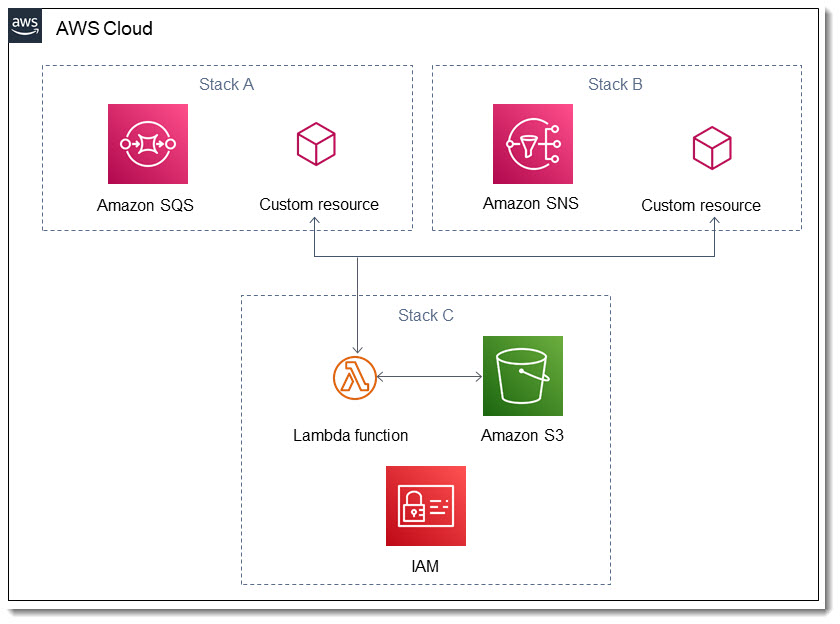 aws
AWS Cloud
Stack A
Stack B
Amazon SQS
Custom resource
Amazon SNS
Custom resource
Stack C
Lambda function
Amazon S3
IAM